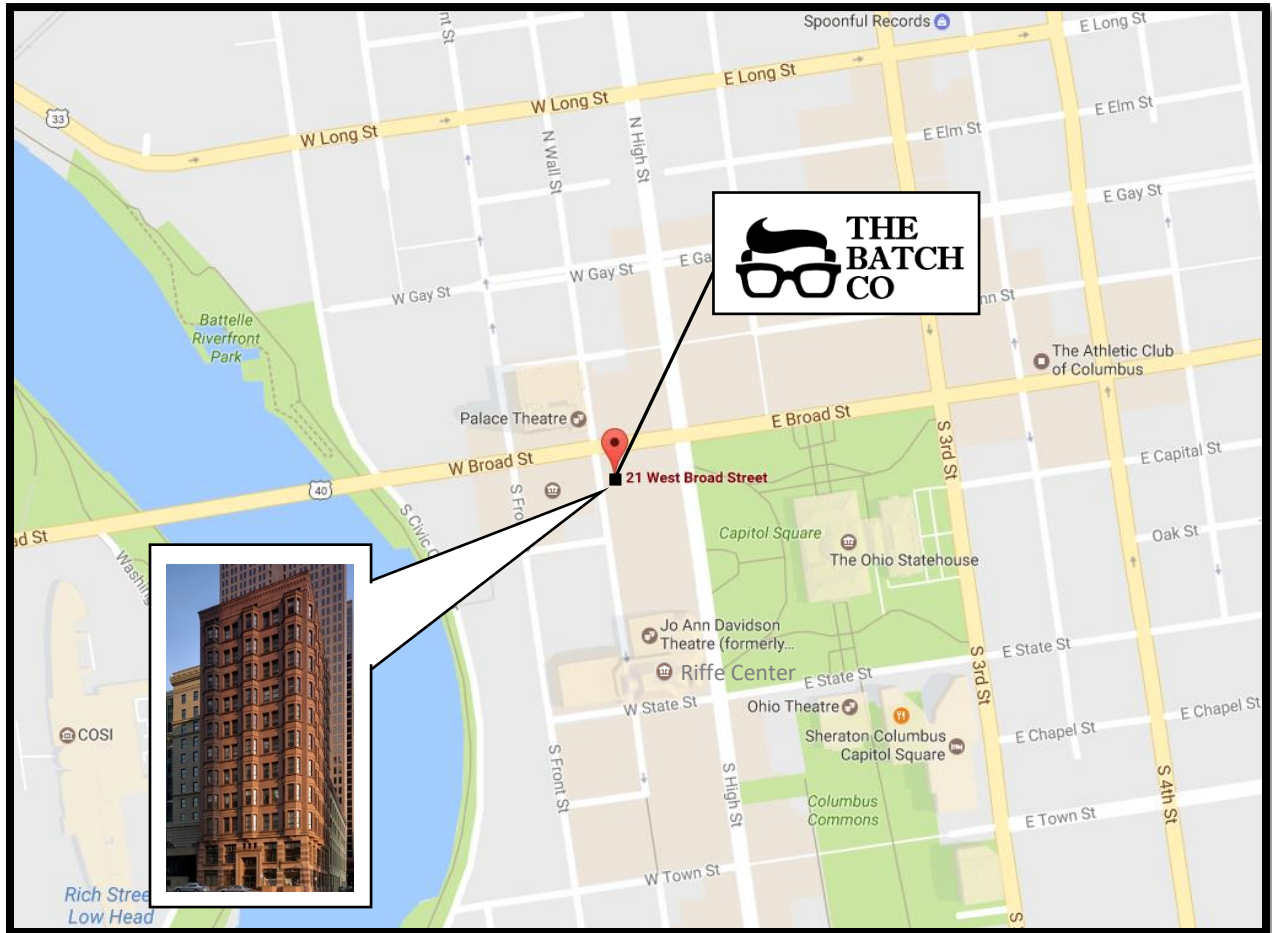 Spoonful Records
E Long St
E Long St
W Long St
W Long St
33
nt St
N Wall St
N High St
E Elm St
E Elm St
E Gay St
THE
BATCH
CO
W Gay St
E Ga
W Gay St
nn St
Battelle
Riverfront
Park
The Athletic Club
of Columbus
Palace Theatre
E Broad St
W Broad St
21 West Broad Street
S 3rd St
E Capital St
40
S Fro
S Civic C
ad St
Washing
Capitol Square
The Ohio Statehouse
Oak St
Jo Ann Davidson
Theatre (formerly...
Riffe Center
E State St
E State St
S 3rd St
W State St
Ohio Theatre
Sheraton Columbus
Capitol Square
E Chapel St
E Chapel St
COSI
S Front St
S High St
S 4th St
Columbus
Commons
E Town St
W Town St
Rich Stree
Low Head
S